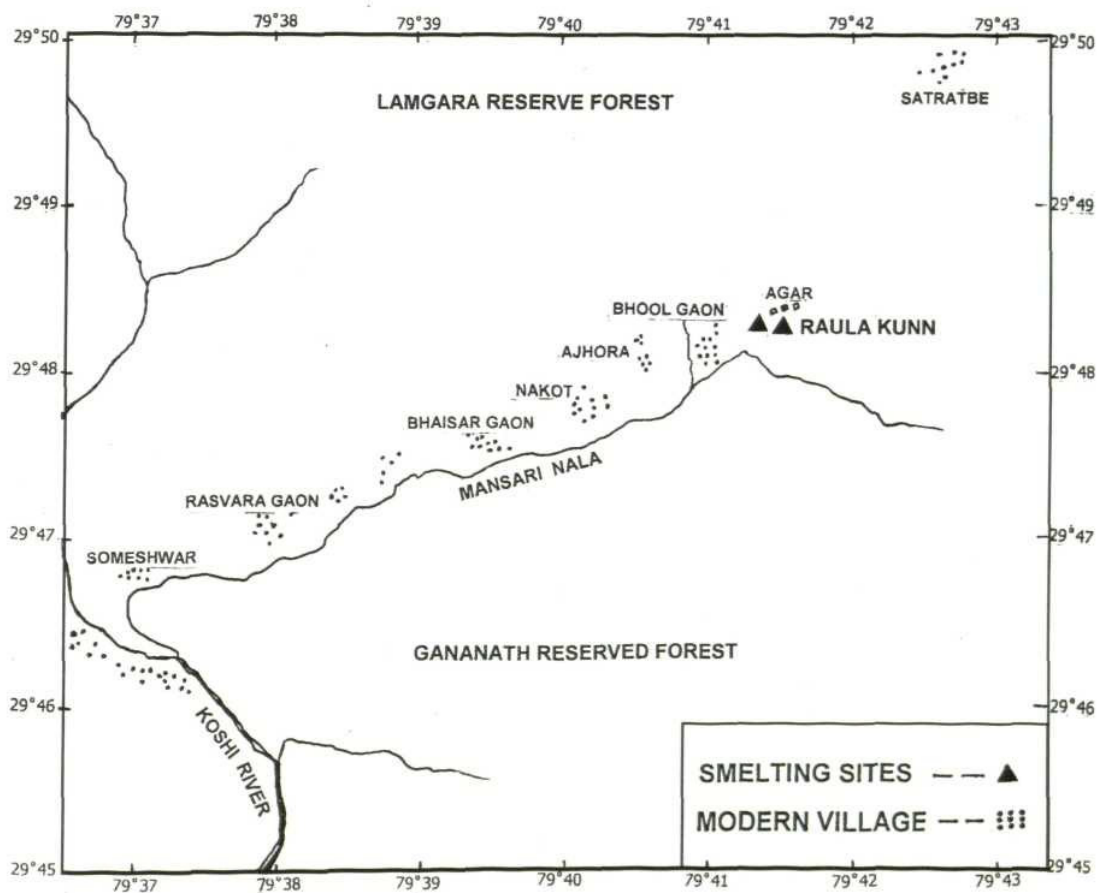 79°37 79°38 79°39 79°40 79°41 79°42 79°43
29°50 29°50
LAMGARA RESERVE FOREST
SATRATBE
29°49 29°49
AGAR
BHOOL GAON
RAULA KUNN
AJHORA
29°48 29°48
NAKOT
BHAISAR GAON
MANSARI NALA
RASVARA GAON
29°47 29°47
SOMESHWAR
GANANATH RESERVED FOREST
29°46 29°46
KOSHI RIVER
SMELTING SITES
MODERN VILLAGE
29°45 29°45
79°37 79°38 79°39 79°40 79°41 79°42 79°43